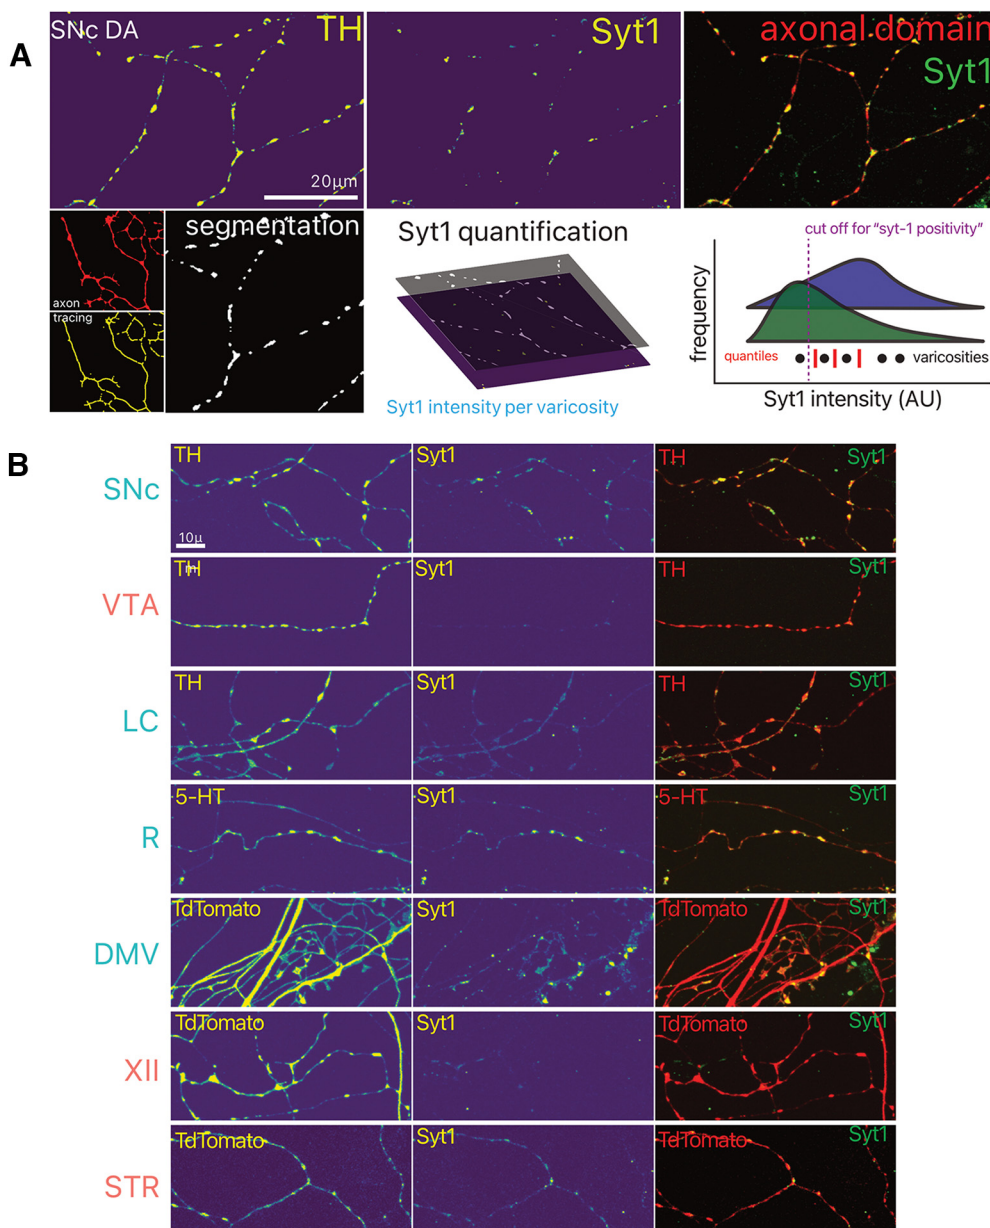 A
SNc DA
TH
Syt1
axonal domain
Syt1
20μm
axon
tracing
segmentation
Syt1 quantification
Syt1 intensity per varicosity
cut off for “syt-1 positivity”
frequency
quantiles
varicosities
Syt1 intensity (AU)
B
SNc
TH
Syt1
TH
Syt1
10μ
m
VTA
TH
Syt1
TH
Syt1
LC
TH
Syt1
TH
Syt1
R
5-HT
Syt1
5-HT
Syt1
DMV
TdTomato
Syt1
TdTomato
Syt1
XII
TdTomato
Syt1
TdTomato
Syt1
STR
TdTomato
Syt1
TdTomato
Syt1